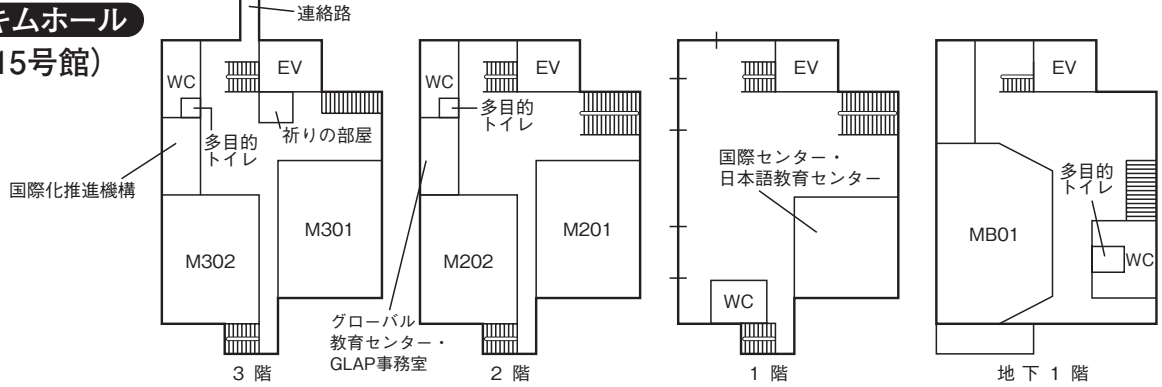 キムホール
15号館）
連絡路
WC
EV
多目的
トイレ
祈りの部屋
国際化推進機構
M301
M302
3 階
WC
EV
多目的
トイレ
M201
M202
グローバル
教育センター・
GLAP事務室
2 階
EV
国際センター・
日本語教育センター
WC
1 階
EV
多目的
トイレ
MB01
WC
地 下 1 階